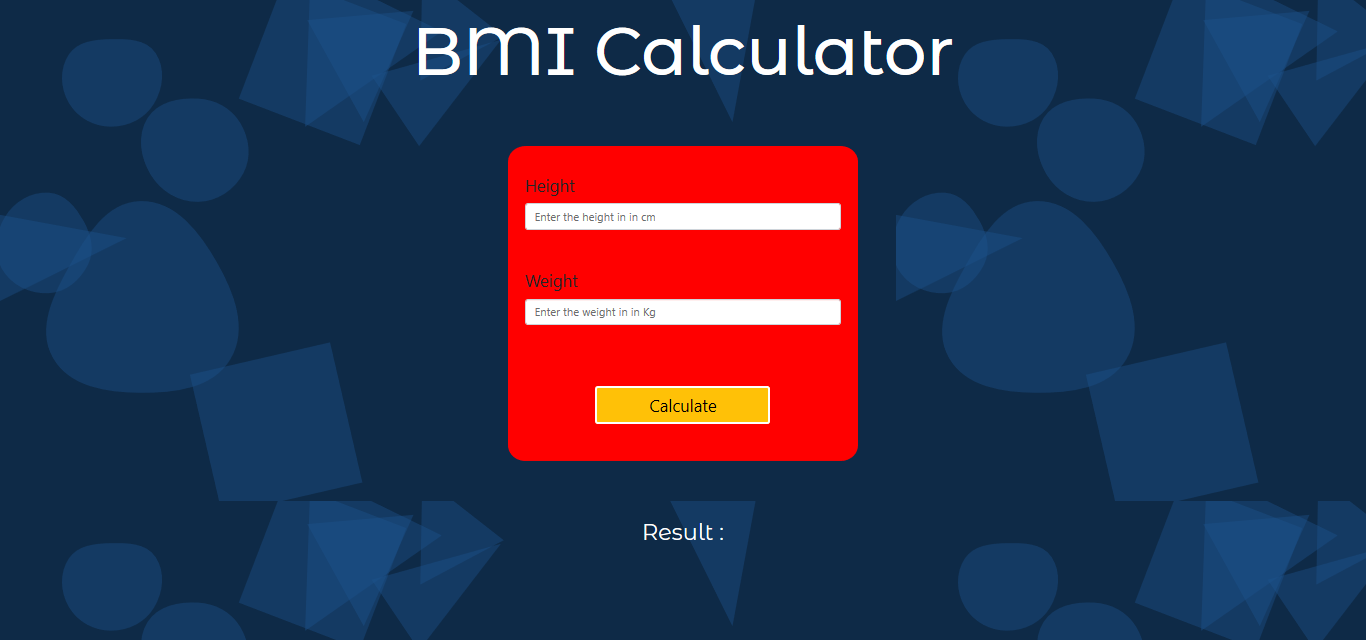 BMI Calculator
Height
Enter the height in in cm
Weight
Enter the weight in in Kg
Calculate
Result :